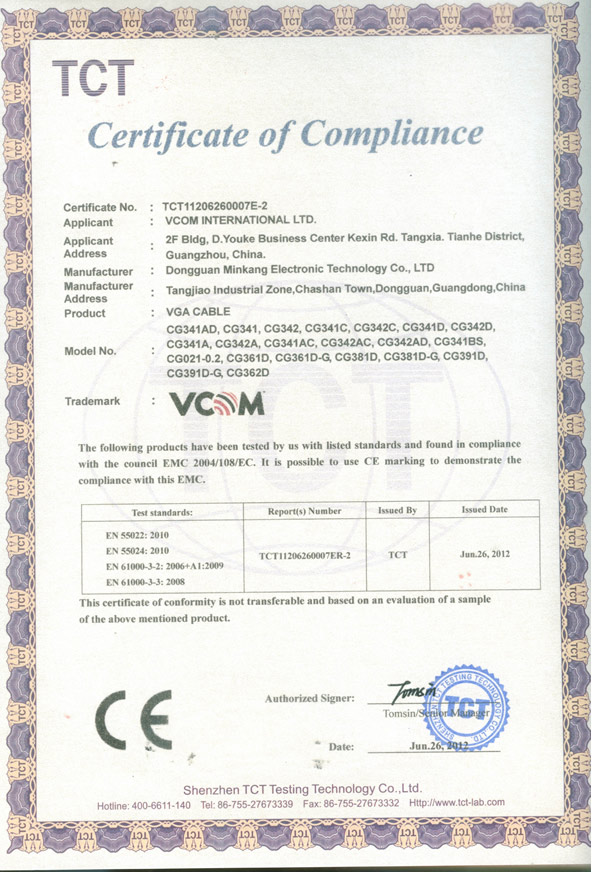 TCT
Certificate of Compliance
Certificate No. : TCT11206260007E-2
Applicant : VCOM INTERNATIONAL LTD.
Applicant Address : 2F Bldg, D.Youke Business Center Kexin Rd. Tangxia. Tianhe District, Guangzhou, China.
Manufacturer : Dongguan Minkang Electronic Technology Co., LTD
Manufacturer Address : Tangjiao Industrial Zone,Chashan Town,Dongguan,Guangdong,China
Product : VGA CABLE
Model No. : CG341AD, CG341, CG342, CG341C, CG342C, CG341D, CG342D,
CG341A, CG342A, CG341AC, CG342AC, CG342AD, CG341BS,
CG021-0.2, CG361D, CG361D-G, CG381D, CG381D-G, CG391D,
CG391D-G, CG362D
Trademark : VCOM
The following products have been tested by us with listed standards and found in compliance
with the council EMC 2004/108/EC. It is possible to use CE marking to demonstrate the
compliance with this EMC.
Test standards: Report(s) Number Issued By Issued Date
EN 55022: 2010
EN 55024: 2010
EN 61000-3-2: 2006+A1:2009
EN 61000-3-3: 2008
TCT11206260007ER-2 TCT Jun.26, 2012
This certificate of conformity is not transferable and based on an evaluation of a sample
of the above mentioned product.
CE
Authorized Signer: Tomsin
Tomsin/Senior Manager
Date: Jun.26, 2012
SHENZHEN TCT TESTING TECHNOLOGY CO.,LTD
TCT
Shenzhen TCT Testing Technology Co.,Ltd.
Hotline: 400-6611-140 Tel: 86-755-27673339 Fax: 86-755-27673332 Http://www.tct-lab.com